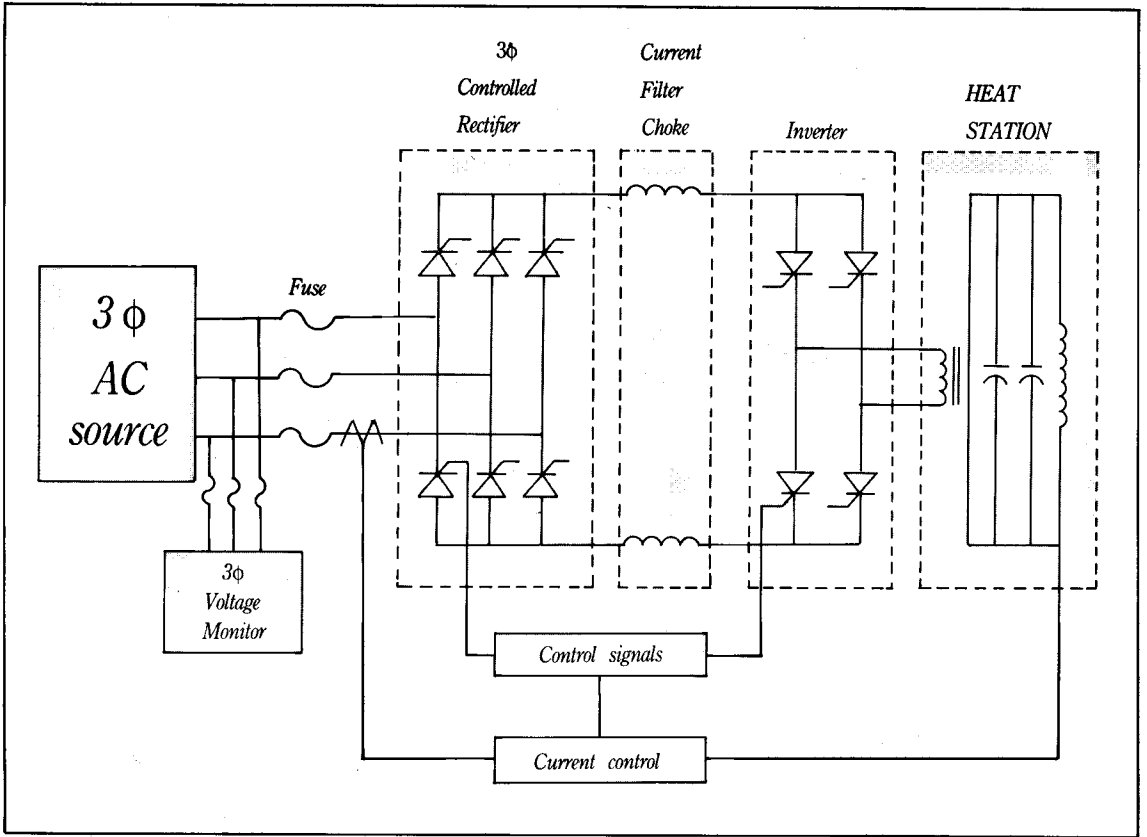 3ϕ
Controlled
Rectifier
Current
Filter
Choke
Inverter
HEAT
STATION
3 ϕ
AC
source
Fuse
3ϕ
Voltage
Monitor
Control signals
Current control